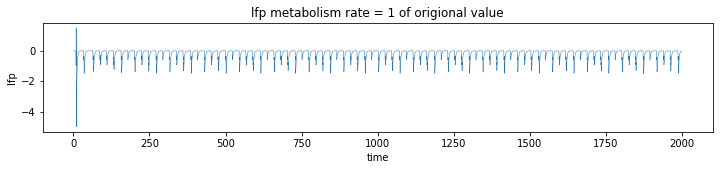 lfp metabolism rate = 1 of origional value
lfp
0
−2
−4
0 250 500 750 1000 1250 1500 1750 2000
time